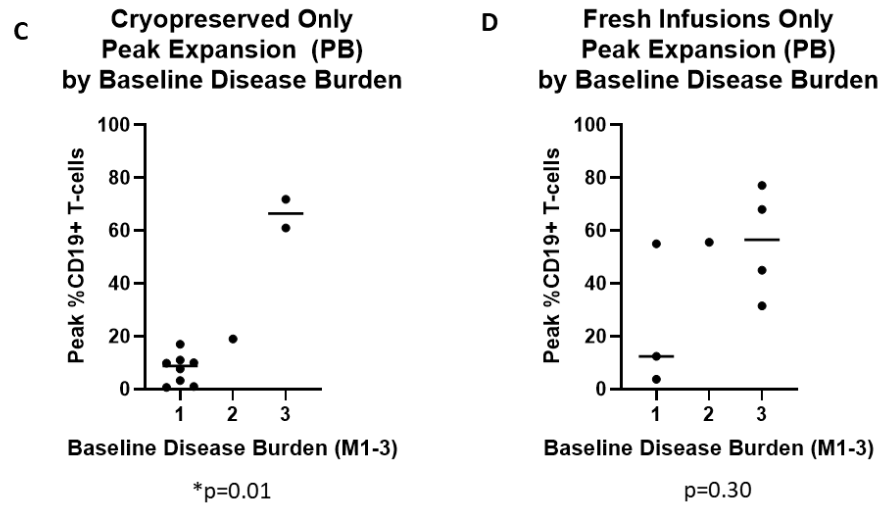 C
Cryopreserved Only
Peak Expansion (PB)
by Baseline Disease Burden
Peak %CD19+ T-cells
100
80
60
40
20
0
1 2 3
Baseline Disease Burden (M1-3)
*p=0.01
D
Fresh Infusions Only
Peak Expansion (PB)
by Baseline Disease Burden
Peak %CD19+ T-cells
100
80
60
40
20
0
1 2 3
Baseline Disease Burden (M1-3)
p=0.30